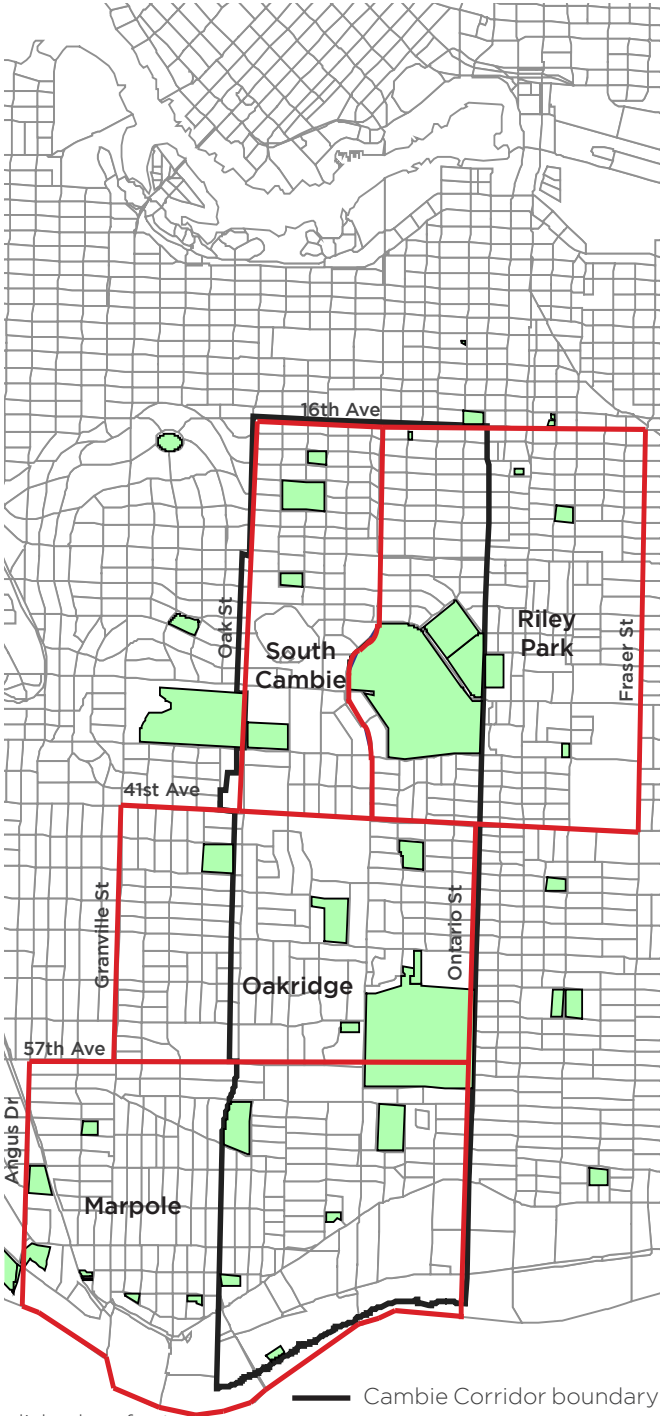 16th Ave
Oak St
South
Cambie
Riley
Park
Fraser St
41st Ave
Granville St
Ontario St
Oakridge
57th Ave
Angus Dr
Marpole
Cambie Corridor boundary